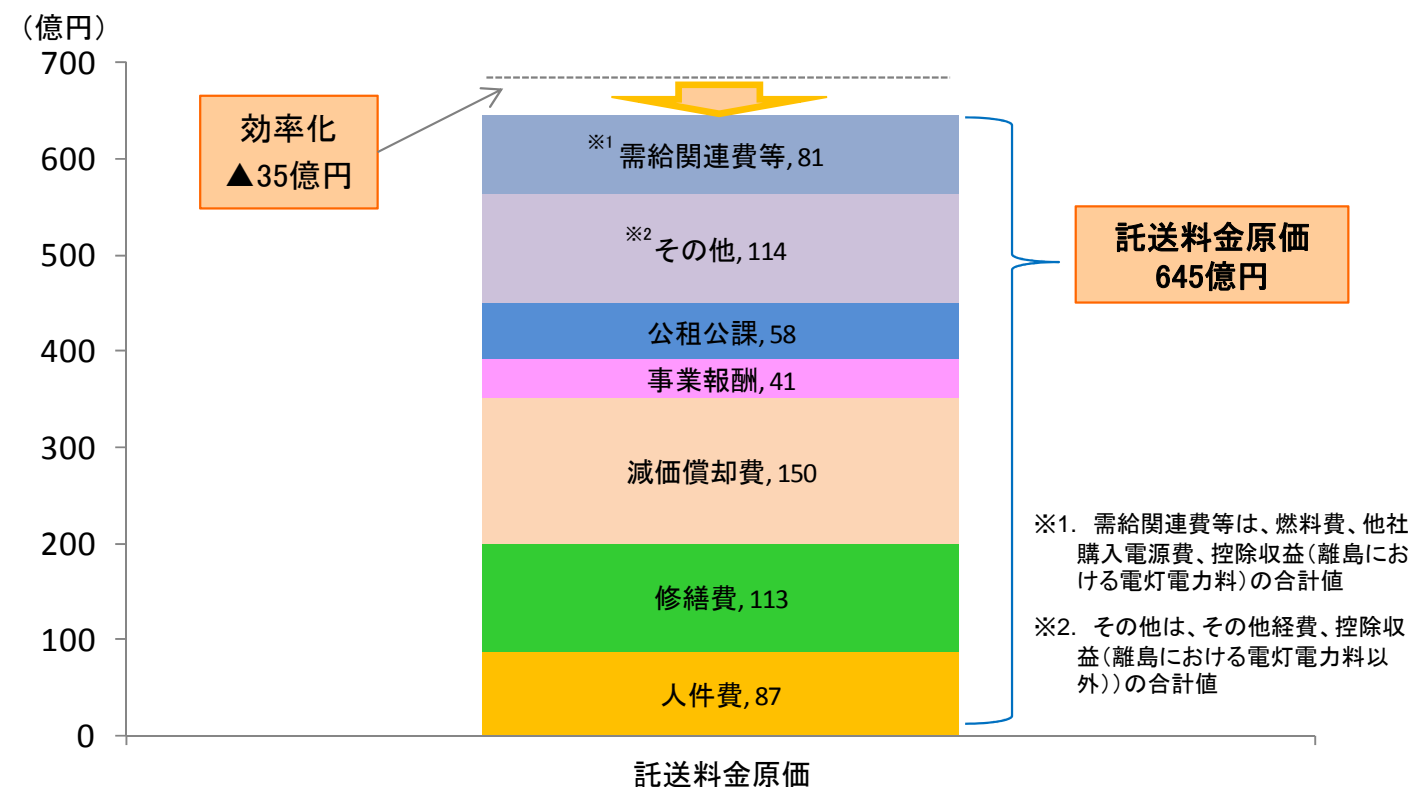 （億円）
700
600
500
400
300
200
100
0
効率化
▲35億円
※1 需給関連費等, 81
※2 その他, 114
公租公課, 58
事業報酬, 41
減価償却費, 150
修繕費, 113
人件費, 87
託送料金原価
託送料金原価
645億円
※1. 需給関連費等は、燃料費、他社
購入電源費、控除収益（離島にお
ける電灯電力料）の合計値
※2. その他は、その他経費、控除収
益（離島における電灯電力料以
外））の合計値